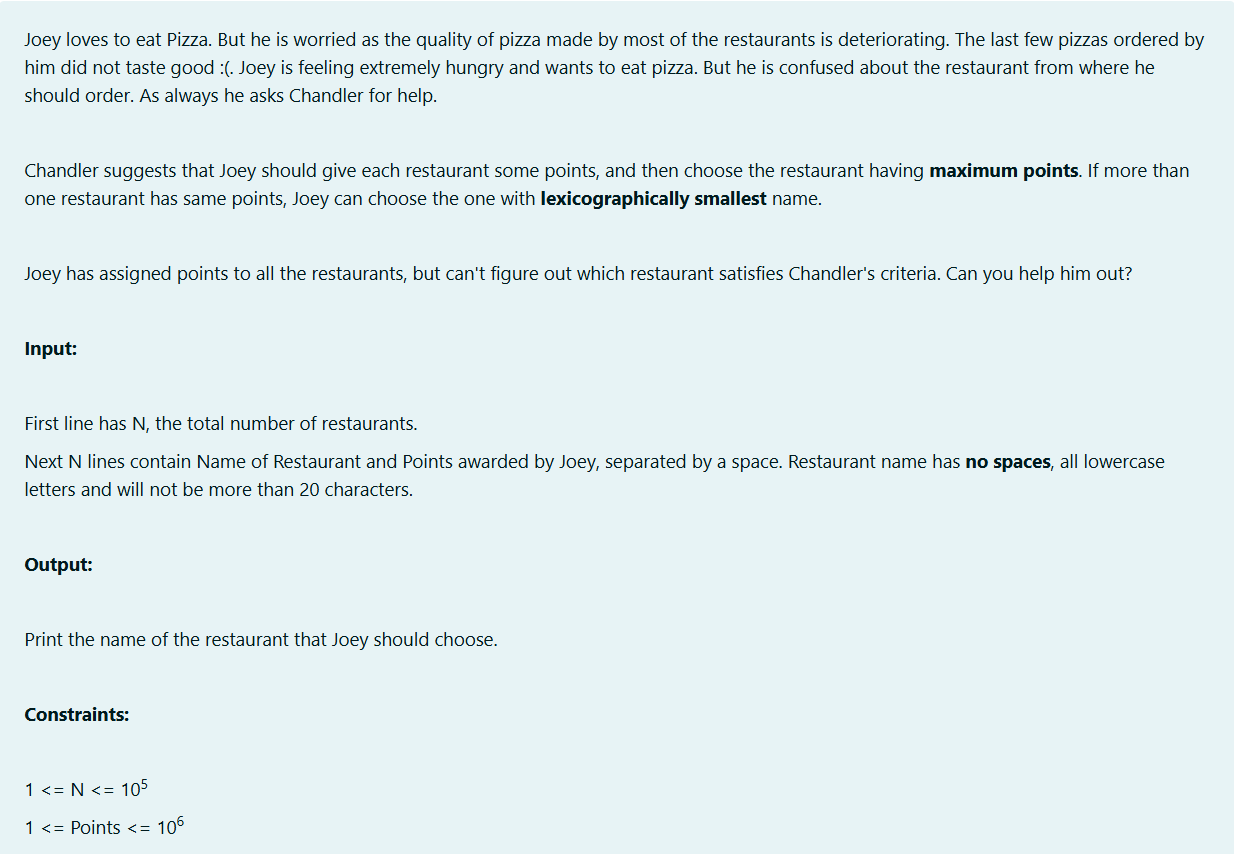 Joey loves to eat Pizza. But he is worried as the quality of pizza made by most of the restaurants is deteriorating. The last few pizzas ordered by
him did not taste good :(. Joey is feeling extremely hungry and wants to eat pizza. But he is confused about the restaurant from where he
should order. As always he asks Chandler for help.
Chandler suggests that Joey should give each restaurant some points, and then choose the restaurant having maximum points. If more than
one restaurant has same points, Joey can choose the one with lexicographically smallest name.
Joey has assigned points to all the restaurants, but can't figure out which restaurant satisfies Chandler's criteria. Can you help him out?
Input:
First line has N, the total number of restaurants.
Next N lines contain Name of Restaurant and Points awarded by Joey, separated by a space. Restaurant name has no spaces, all lowercase
letters and will not be more than 20 characters.
Output:
Print the name of the restaurant that Joey should choose.
Constraints:
1 <= N <= 10⁵
1 <= Points <= 10⁶